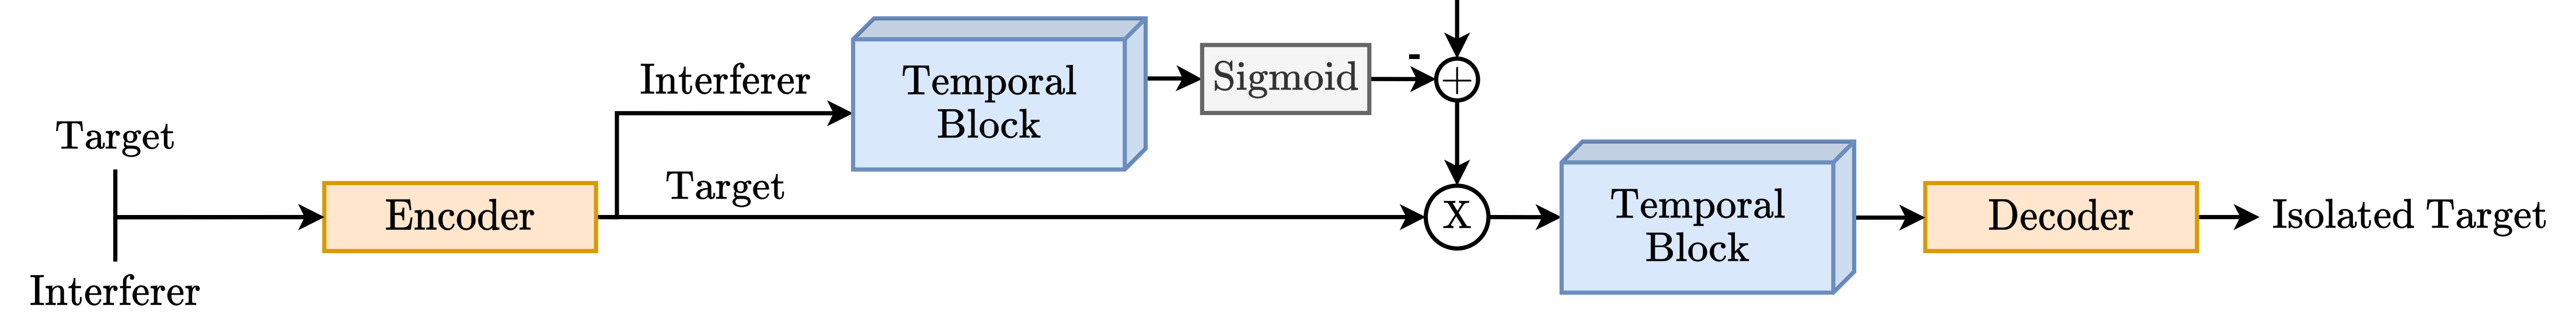 Target
Interferer
Encoder
Interferer
Target
Temporal
Block
Sigmoid
-
+
X
Temporal
Block
Decoder
Isolated Target